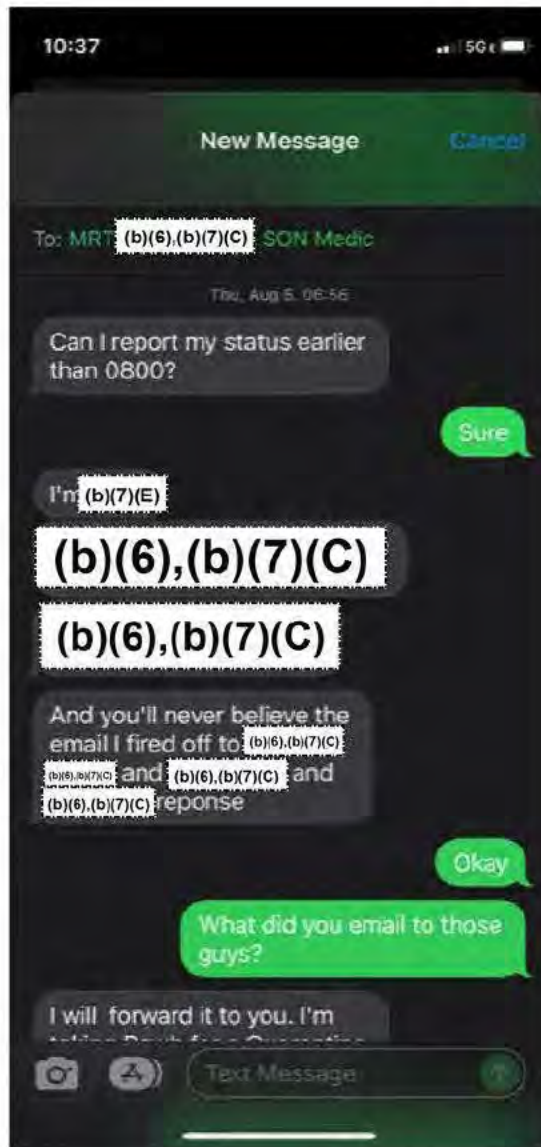 10:37
5G
New Message
Cancel
To: MRT (b)(6),(b)(7)(C) SON Medic
Thu, Aug 5, 06:56
Can I report my status earlier
than 0800?
Sure
I'm (b)(7)(E)
(b)(6),(b)(7)(C)
(b)(6),(b)(7)(C)
And you'll never believe the
email I fired off to (b)(6),(b)(7)(C)
(b)(6),(b)(7)(C) and (b)(6),(b)(7)(C) and
(b)(6),(b)(7)(C) reponse
Okay
What did you email to those
guys?
I will forward it to you. I'm
Text Message